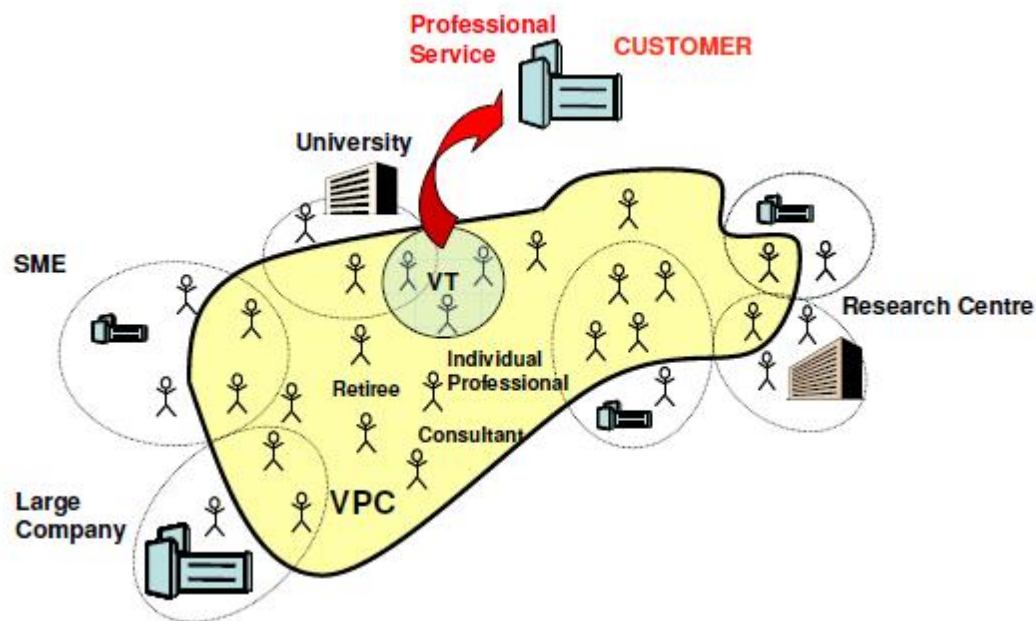 Professional
Service
CUSTOMER
University
SME
VT
Research Centre
Individual
Professional
Retiree
Consultant
VPC
Large
Company